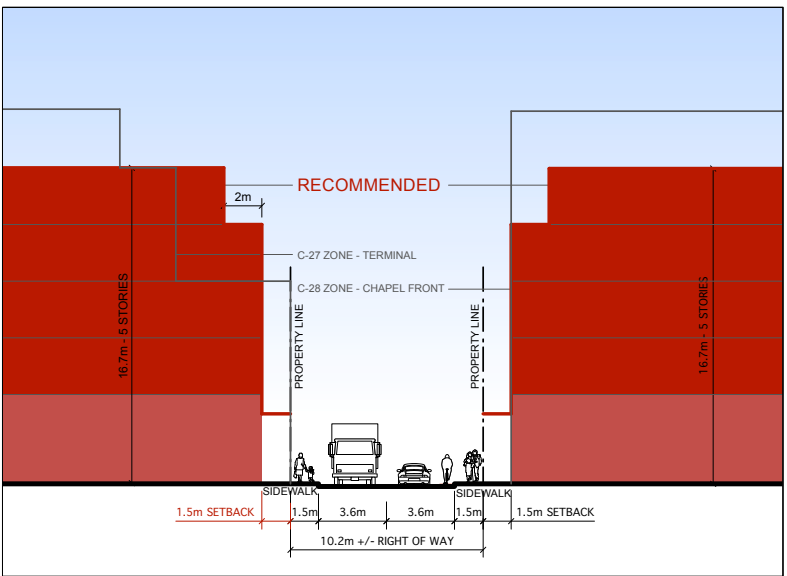 RECOMMENDED
2m
C-27 ZONE - TERMINAL
C-28 ZONE - CHAPEL FRONT
16.7m - 5 STORIES
PROPERTY LINE
PROPERTY LINE
16.7m - 5 STORIES
SIDEWALK
SIDEWALK
1.5m SETBACK
1.5m
3.6m
3.6m
1.5m
1.5m SETBACK
10.2m +/- RIGHT OF WAY